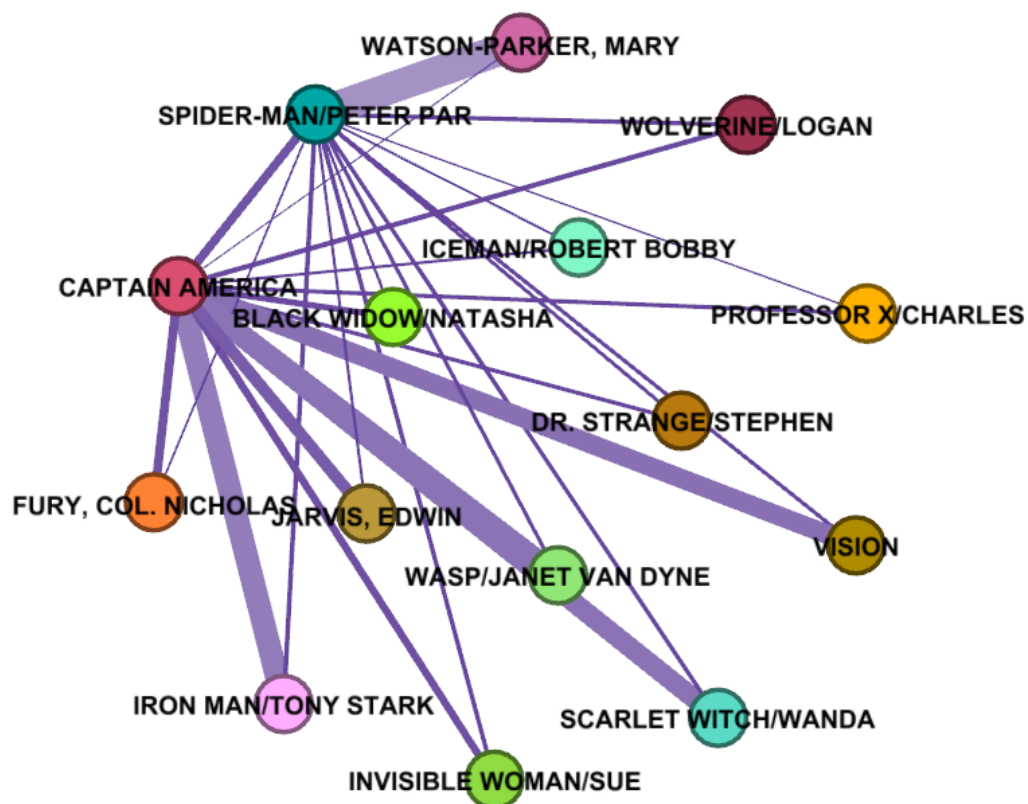 WATSON-PARKER, MARY
SPIDER-MAN/PETER PAR
WOLVERINE/LOGAN
ICEMAN/ROBERT BOBBY
CAPTAIN AMERICA
BLACK WIDOW/NATASHA
PROFESSOR X/CHARLES
DR. STRANGE/STEPHEN
FURY, COL. NICHOLAS
JARVIS, EDWIN
VISION
WASP/JANET VAN DYNE
IRON MAN/TONY STARK
SCARLET WITCH/WANDA
INVISIBLE WOMAN/SUE